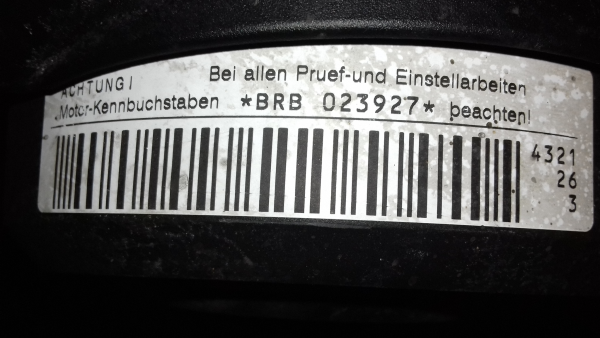 ACHTUNG! Bei allen Pruef-und Einstellarbeiten
Motor-Kennbuchstaben *BRB 023927* beachten!
4321
26
3